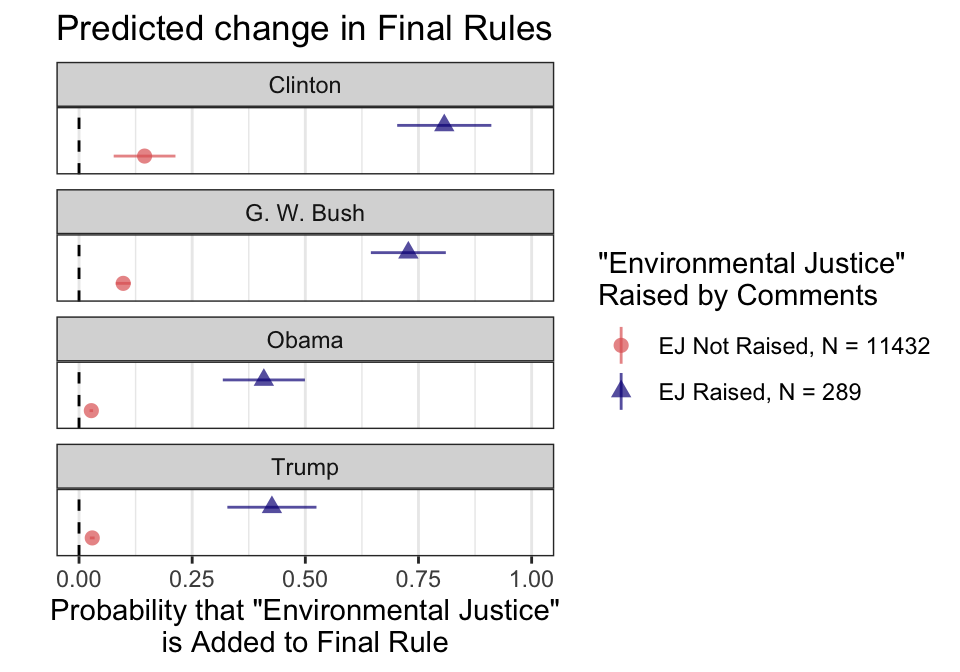 Predicted change in Final Rules
Clinton
G. W. Bush
Obama
Trump
0.00 0.25 0.50 0.75 1.00
Probability that "Environmental Justice"
is Added to Final Rule
"Environmental Justice"
Raised by Comments
EJ Not Raised, N = 11432
EJ Raised, N = 289